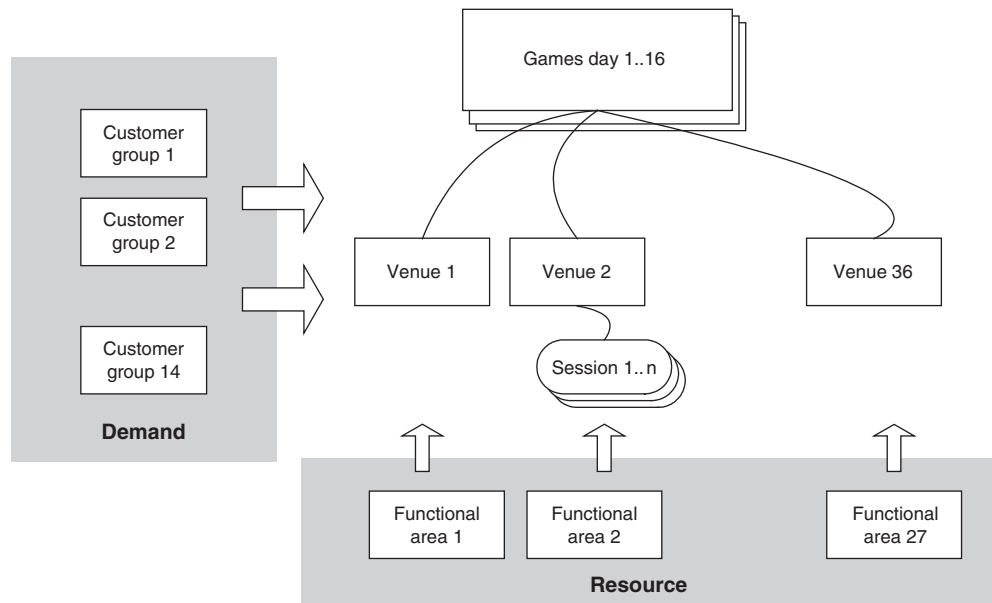 Games day 1..16
Customer
group 1
Customer
group 2
Customer
group 14
Demand
Venue 1
Venue 2
Venue 36
Session 1..n
Functional
area 1
Functional
area 2
Functional
area 27
Resource